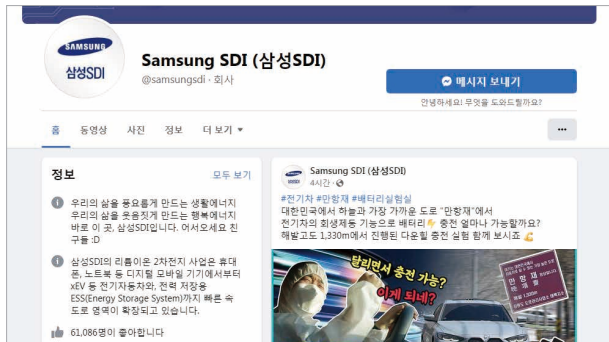 SAMSUNG
삼성SDI
Samsung SDI (삼성SDI)
@samsungsdi · 회사
메시지 보내기
안녕하세요! 무엇을 도와드릴까요?
홈 동영상 사진 정보 더 보기
정보 모두 보기
우리의 삶을 풍요롭게 만드는 생활에너지
우리의 삶을 웃음짓게 만드는 행복에너지
바로 이 곳, 삼성SDI입니다. 어서오세요 친
구들 :D
삼성SDI의 리튬이온 2차전지 사업은 휴대
폰, 노트북 등 디지털 모바일 기기에서부터
xEV 등 전기자동차와, 전력 저장용
ESS(Energy Storage System)까지 빠른 속
도로 영역이 확장되고 있습니다.
61,086명이 좋아합니다
Samsung SDI (삼성SDI)
4시간 ·
#전기차 #만항재 #배터리실험실
대한민국에서 하늘과 가장 가까운 도로 "만항재"에서
전기차의 회생제동 기능으로 배터리 충전 얼마나 가능할까요?
해발고도 1,330m에서 진행된 다운힐 충전 실험 함께 보시죠
달리면서 충전 가능?
이게 되네?
만항재